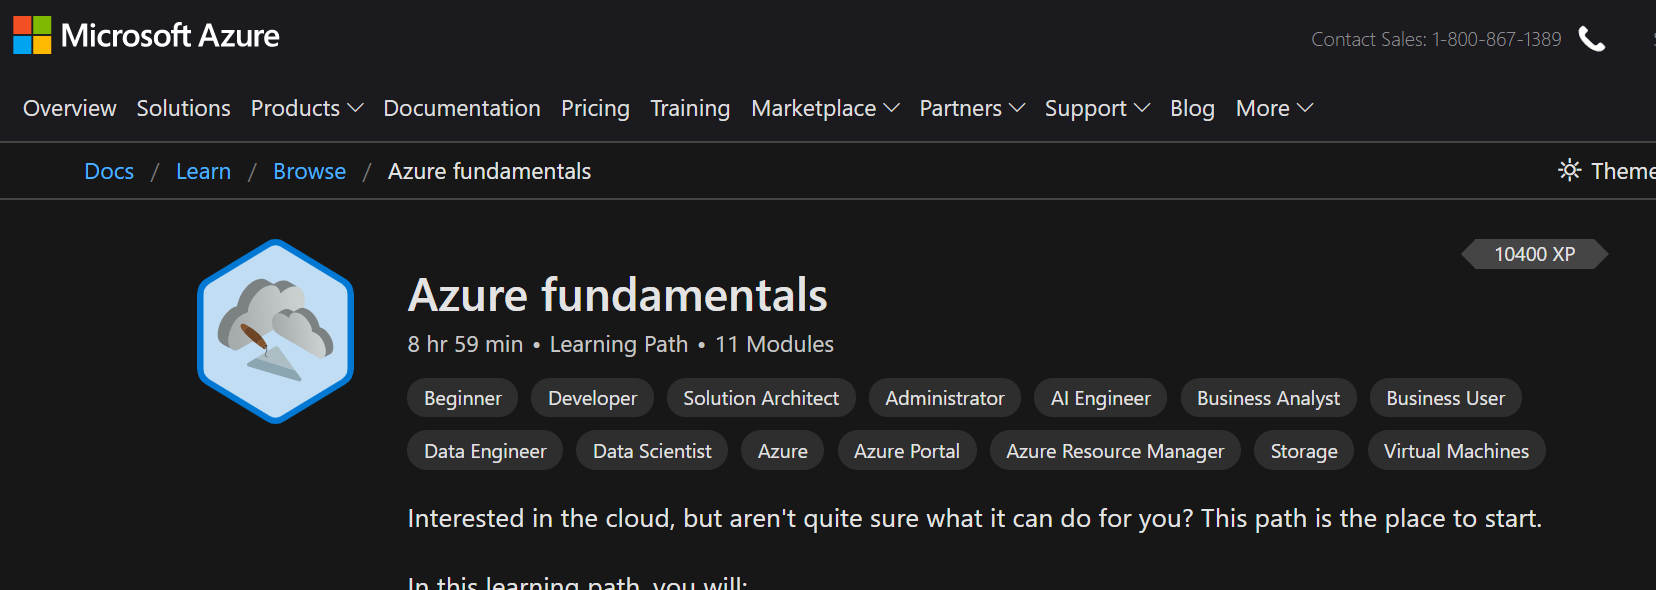 Microsoft Azure
Contact Sales: 1-800-867-1389
Overview Solutions Products Documentation Pricing Training Marketplace Partners Support Blog More
Docs / Learn / Browse / Azure fundamentals
Theme
10400 XP
Azure fundamentals
8 hr 59 min • Learning Path • 11 Modules
Beginner Developer Solution Architect Administrator AI Engineer Business Analyst Business User
Data Engineer Data Scientist Azure Azure Portal Azure Resource Manager Storage Virtual Machines
Interested in the cloud, but aren't quite sure what it can do for you? This path is the place to start.
In this learning path, you will: